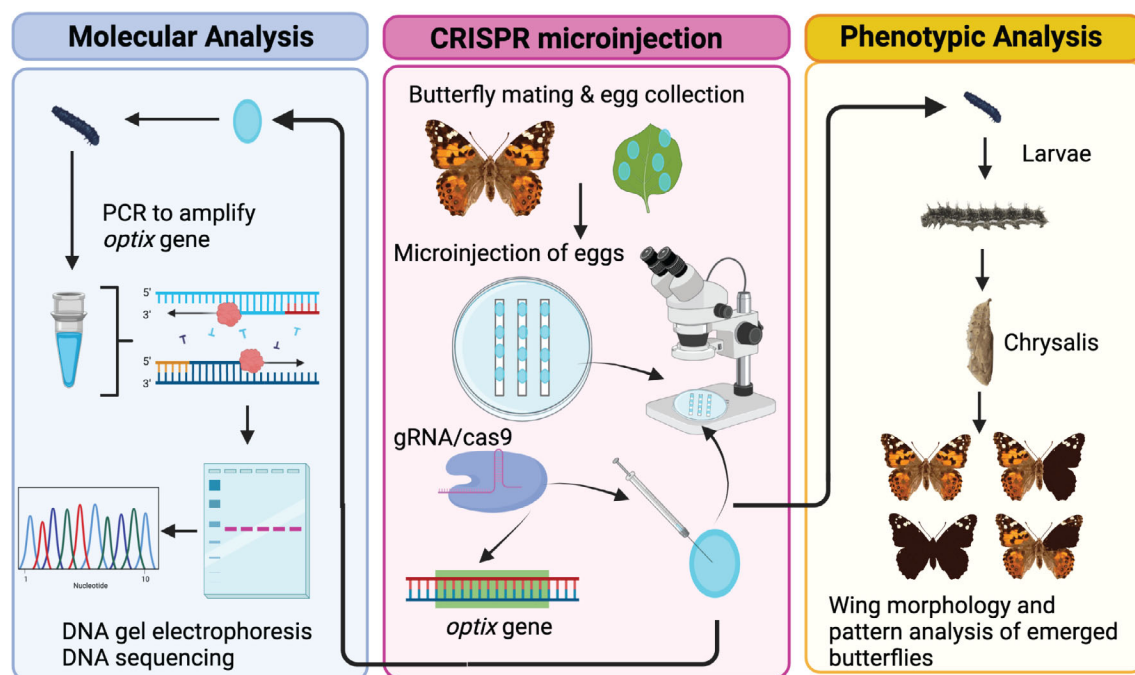 Molecular Analysis
PCR to amplify
optix gene
5'
3'
5'
3'
1
Nucleotide
10
DNA gel electrophoresis
DNA sequencing
CRISPR microinjection
Butterfly mating & egg collection
Microinjection of eggs
gRNA/cas9
optix gene
Phenotypic Analysis
Larvae
Chrysalis
Wing morphology and
pattern analysis of emerged
butterflies